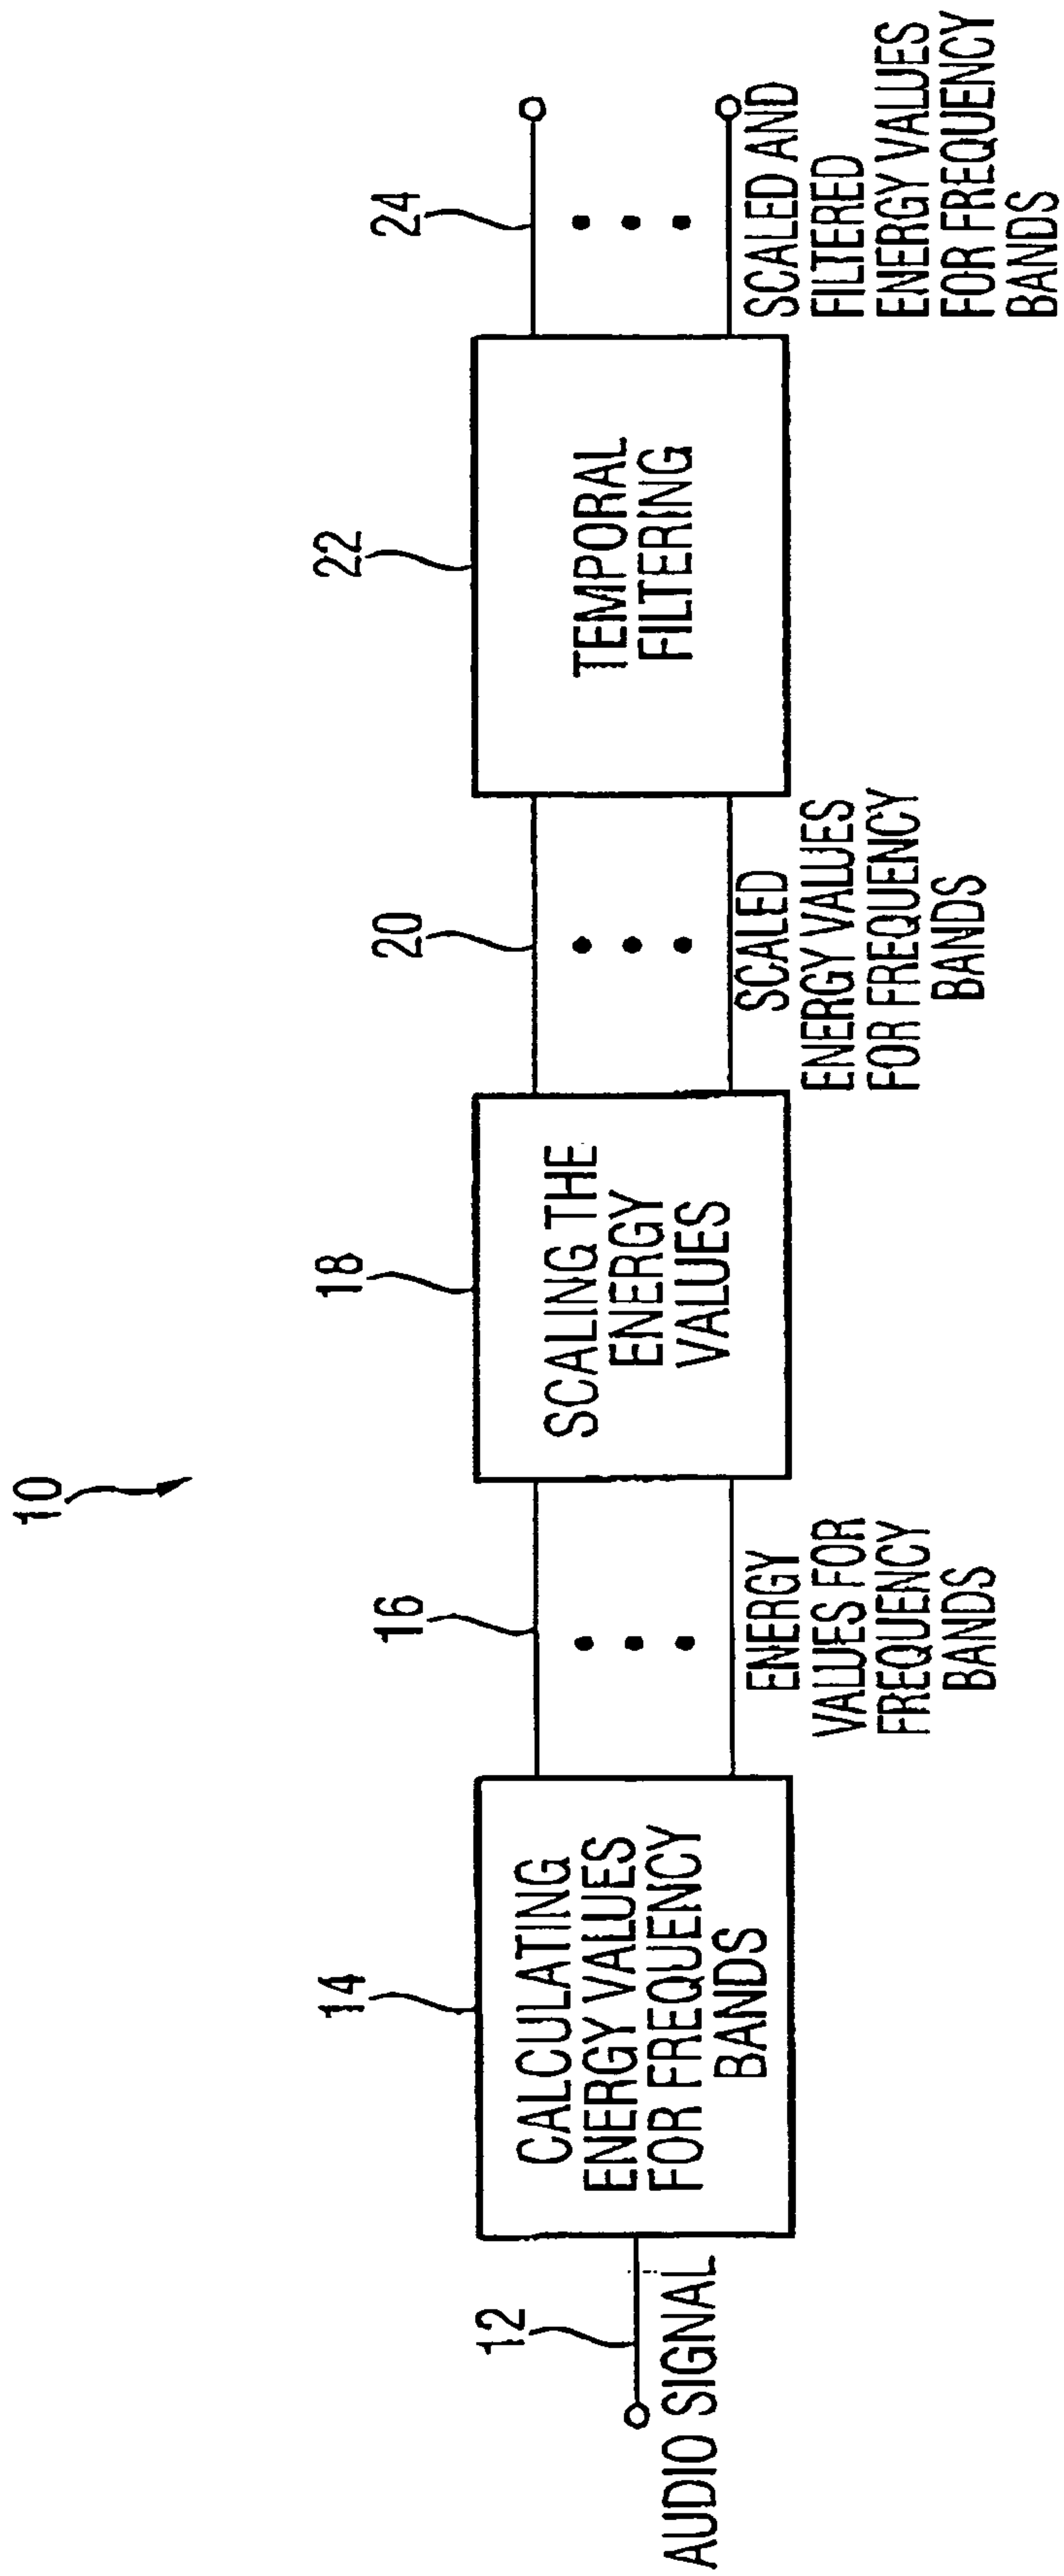 10
12
AUDIO SIGNAL
14
CALCULATING
ENERGY VALUES
FOR FREQUENCY
BANDS
16
ENERGY
VALUES FOR
FREQUENCY
BANDS
18
SCALING THE
ENERGY
VALUES
20
SCALED
ENERGY VALUES
FOR FREQUENCY
BANDS
22
TEMPORAL
FILTERING
24
SCALED AND
FILTERED
ENERGY VALUES
FOR FREQUENCY
BANDS